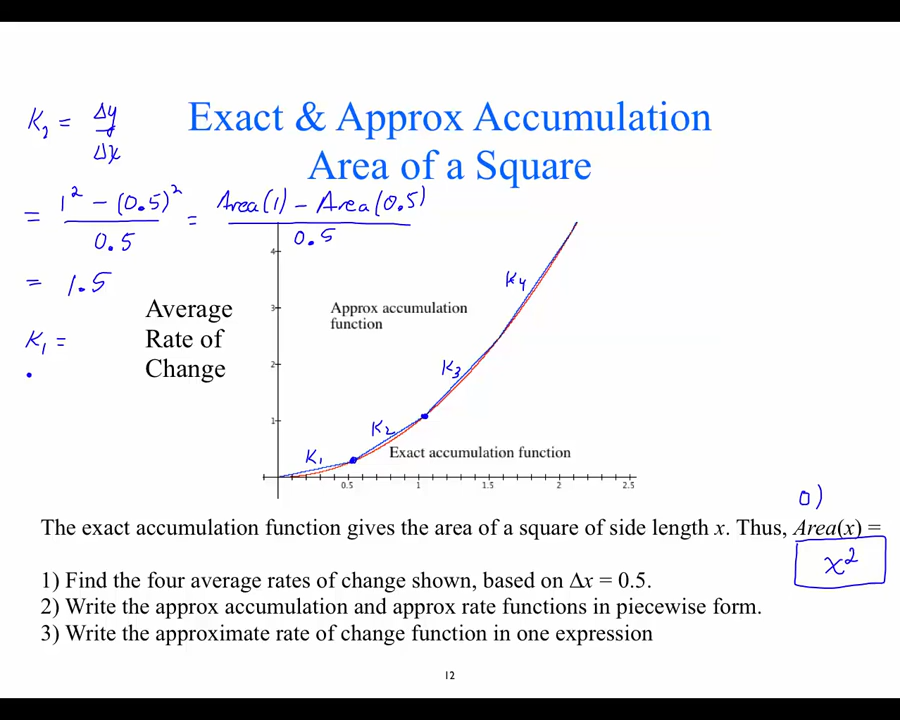 Exact & Approx Accumulation
Area of a Square
K₂ = Δy
Δx
= 1² − (0.5)² = Area(1) − Area(0.5)
0.5 0.5
= 1.5
Average
Rate of
Change
K₁ =
4
3
2
1
Approx accumulation
function
K₄
K₃
K₂
K₁
Exact accumulation function
0.5 1 1.5 2 2.5
0)
The exact accumulation function gives the area of a square of side length x. Thus, Area(x) =
x²
1) Find the four average rates of change shown, based on Δx = 0.5.
2) Write the approx accumulation and approx rate functions in piecewise form.
3) Write the approximate rate of change function in one expression
12